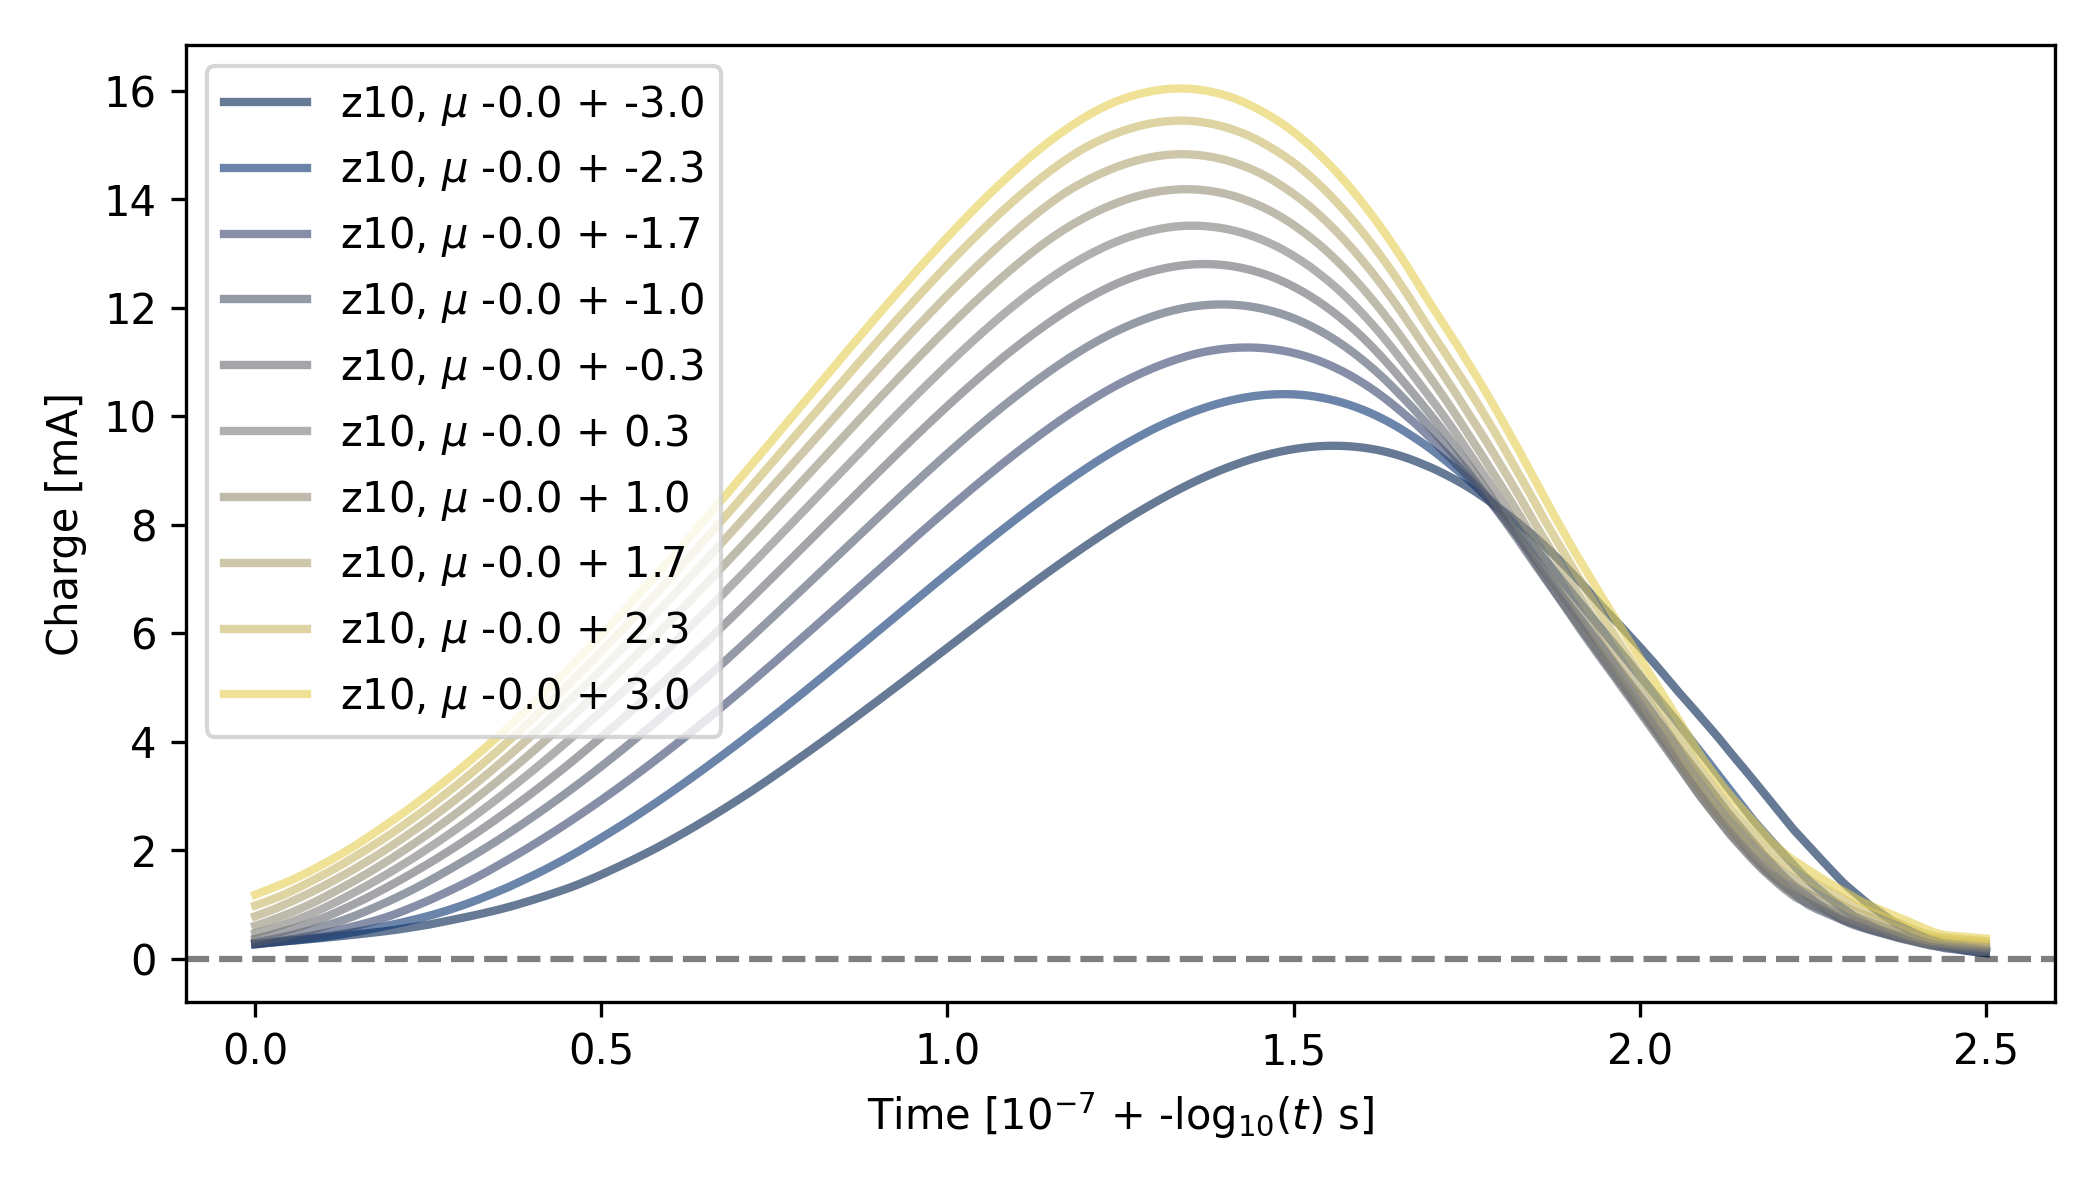 16
14
12
10
8
6
4
2
0
Charge [mA]
z10, μ -0.0 + -3.0
z10, μ -0.0 + -2.3
z10, μ -0.0 + -1.7
z10, μ -0.0 + -1.0
z10, μ -0.0 + -0.3
z10, μ -0.0 + 0.3
z10, μ -0.0 + 1.0
z10, μ -0.0 + 1.7
z10, μ -0.0 + 2.3
z10, μ -0.0 + 3.0
0.0 0.5 1.0 1.5 2.0 2.5
Time [10⁻⁷ + -log₁₀(t) s]